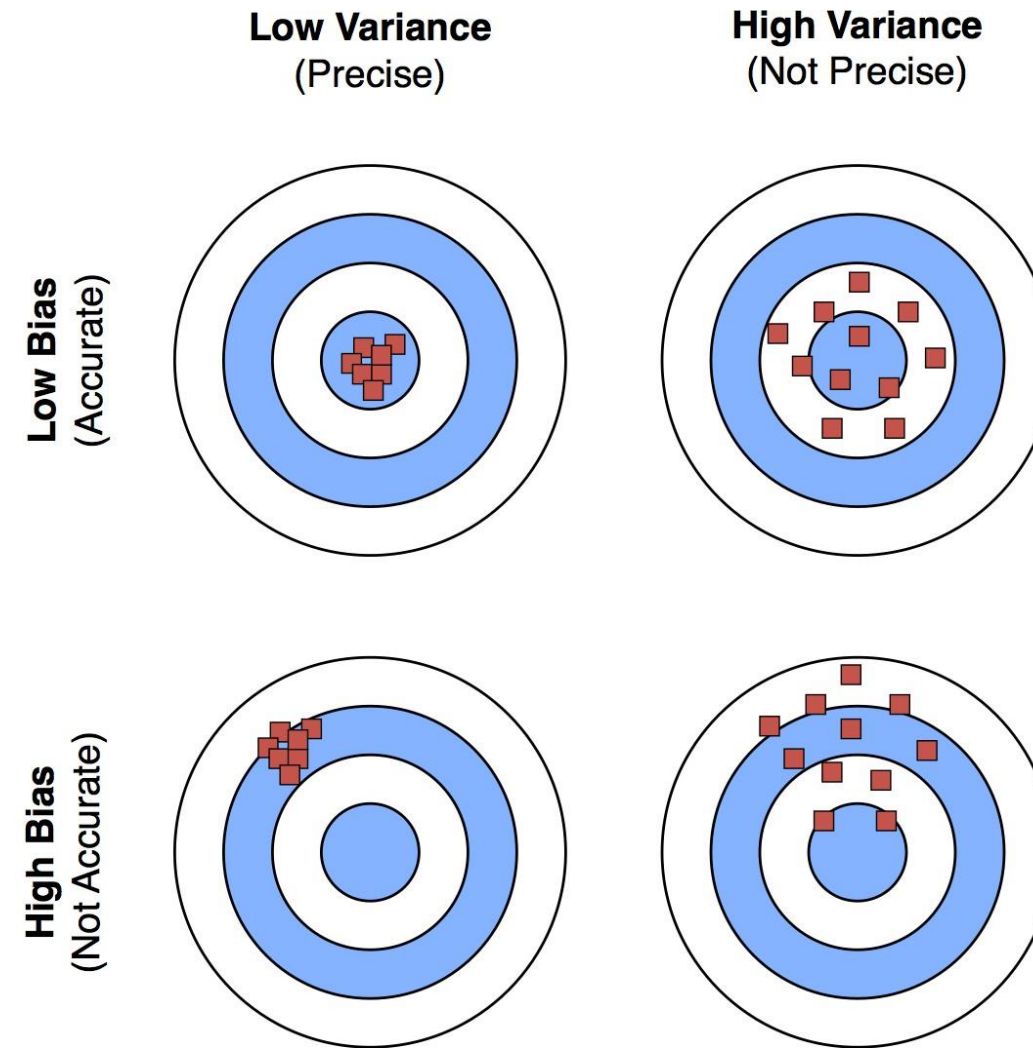 Low Variance
(Precise)
High Variance
(Not Precise)
Low Bias
(Accurate)
High Bias
(Not Accurate)